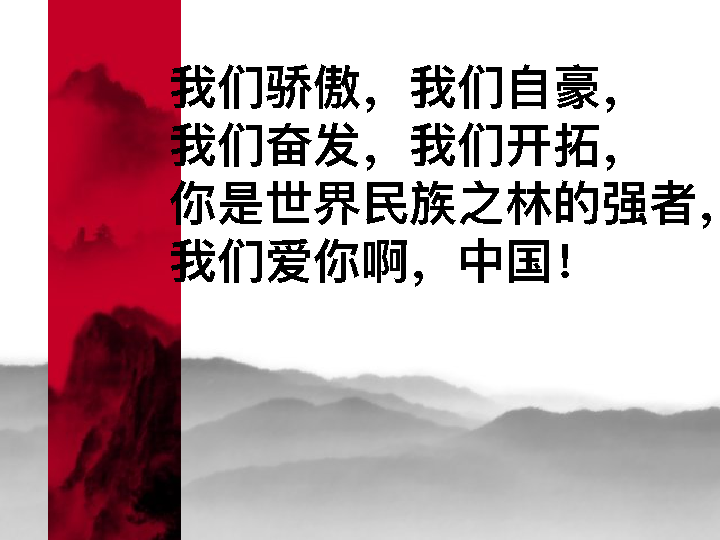 我们骄傲，我们自豪，
我们奋发，我们开拓，
你是世界民族之林的强者，
我们爱你啊，中国！